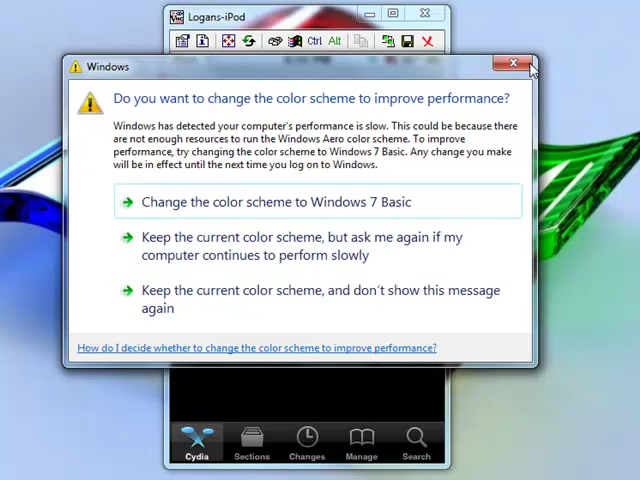 Logans-iPod
Ctrl Alt
Windows
Do you want to change the color scheme to improve performance?
Windows has detected your computer's performance is slow. This could be because there
are not enough resources to run the Windows Aero color scheme. To improve
performance, try changing the color scheme to Windows 7 Basic. Any change you make
will be in effect until the next time you log on to Windows.
Change the color scheme to Windows 7 Basic
Keep the current color scheme, but ask me again if my
computer continues to perform slowly
Keep the current color scheme, and don't show this message
again
How do I decide whether to change the color scheme to improve performance?
Cydia Sections Changes Manage Search